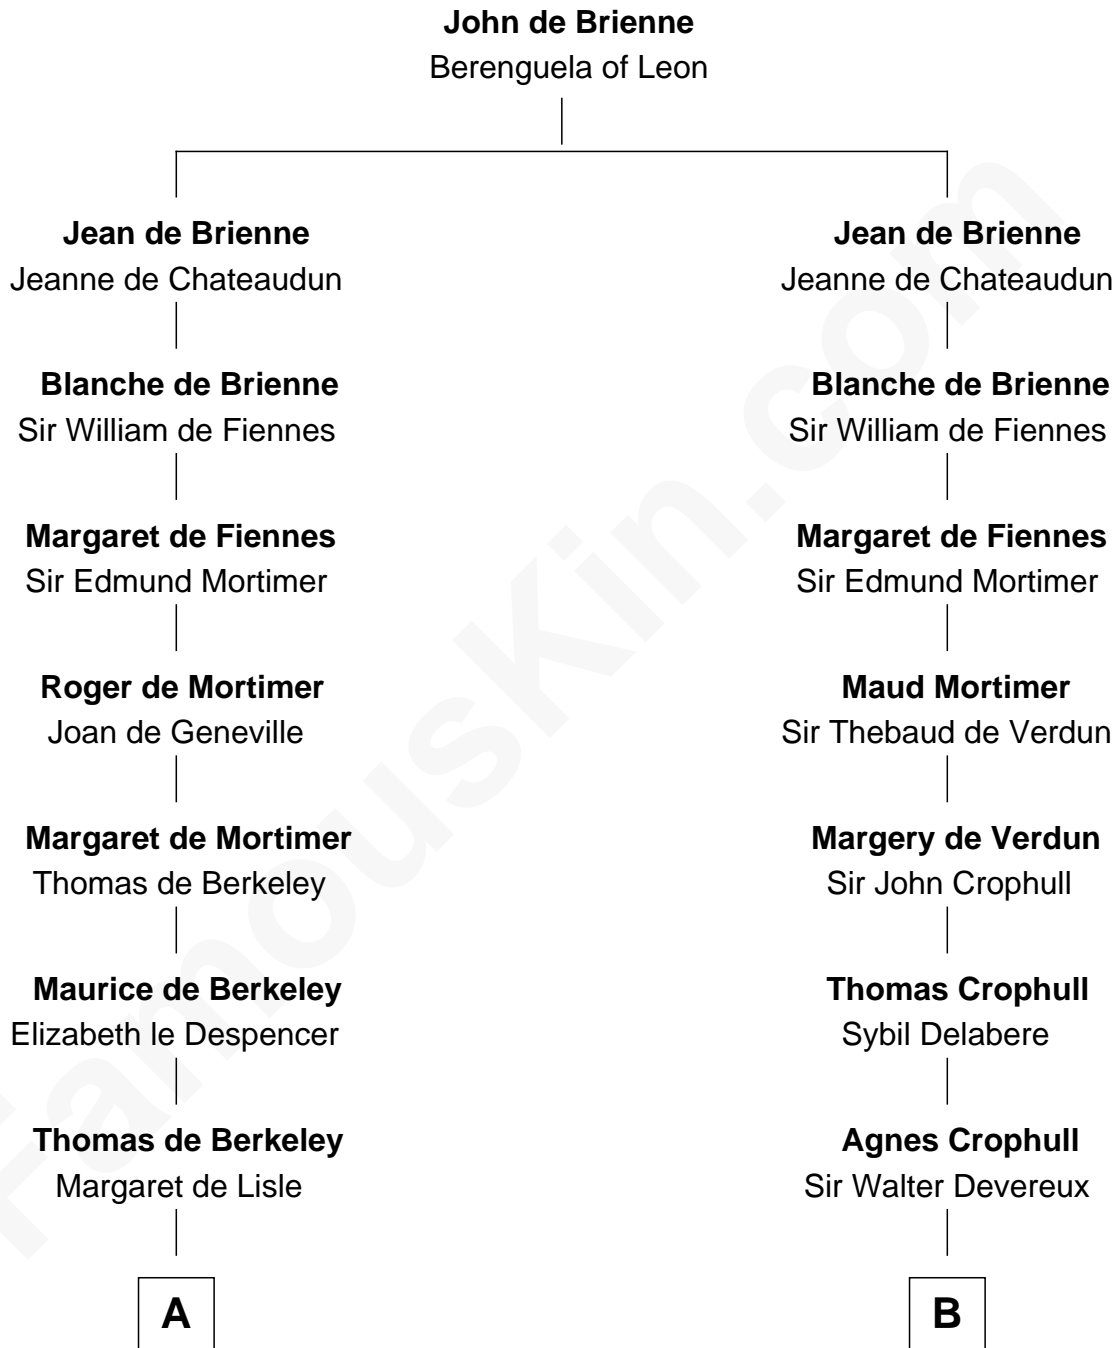 John de Brienne
Berenguela of Leon
Jean de Brienne
Jeanne de Chateaudun
Blanche de Brienne
Sir William de Fiennes
Margaret de Fiennes
Sir Edmund Mortimer
Roger de Mortimer
Joan de Geneville
Margaret de Mortimer
Thomas de Berkeley
Maurice de Berkeley
Elizabeth le Despencer
Thomas de Berkeley
Margaret de Lisle
A
Jean de Brienne
Jeanne de Chateaudun
Blanche de Brienne
Sir William de Fiennes
Margaret de Fiennes
Sir Edmund Mortimer
Maud Mortimer
Sir Thebaud de Verdun
Margery de Verdun
Sir John Crophull
Thomas Crophull
Sybil Delabere
Agnes Crophull
Sir Walter Devereux
B
FamousKin.com